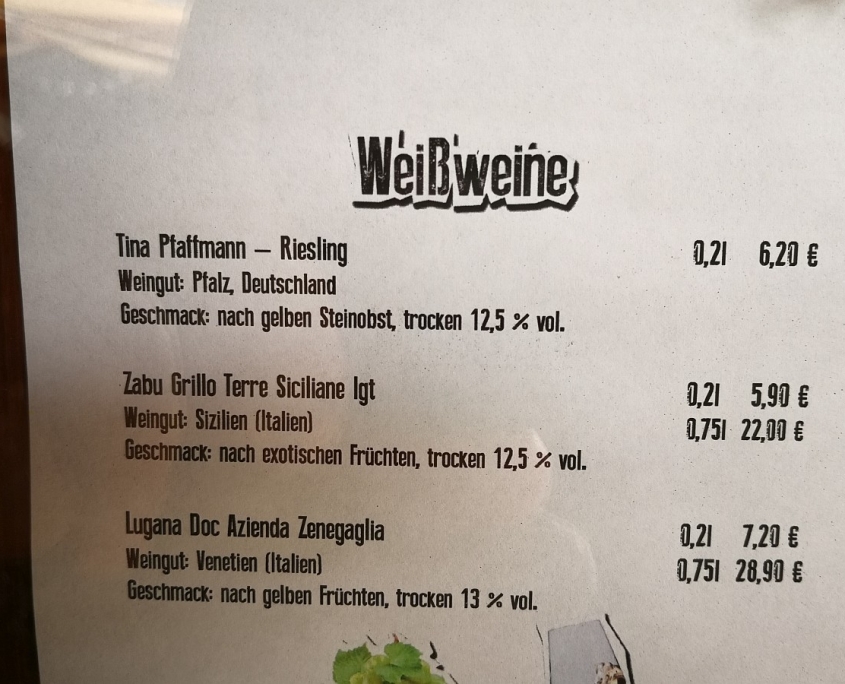 Weißweine
Tina Pfaffmann – Riesling 0,2l 6,20 €
Weingut: Pfalz, Deutschland
Geschmack: nach gelben Steinobst, trocken 12,5 % vol.
Zabu Grillo Terre Siciliane Igt 0,2l 5,90 €
Weingut: Sizilien (Italien) 0,75l 22,00 €
Geschmack: nach exotischen Früchten, trocken 12,5 % vol.
Lugana Doc Azienda Zenegaglia 0,2l 7,20 €
Weingut: Venetien (Italien) 0,75l 28,90 €
Geschmack: nach gelben Früchten, trocken 13 % vol.